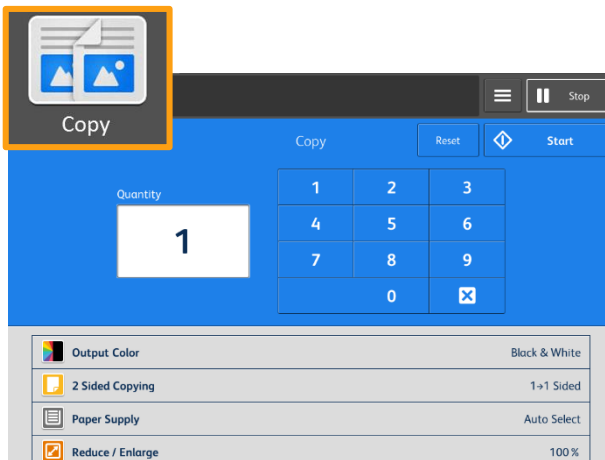 Copy
Stop
Copy
Reset
Start
Quantity
1
1 2 3
4 5 6
7 8 9
0
Output Color Black & White
2 Sided Copying 1→1 Sided
Paper Supply Auto Select
Reduce / Enlarge 100 %